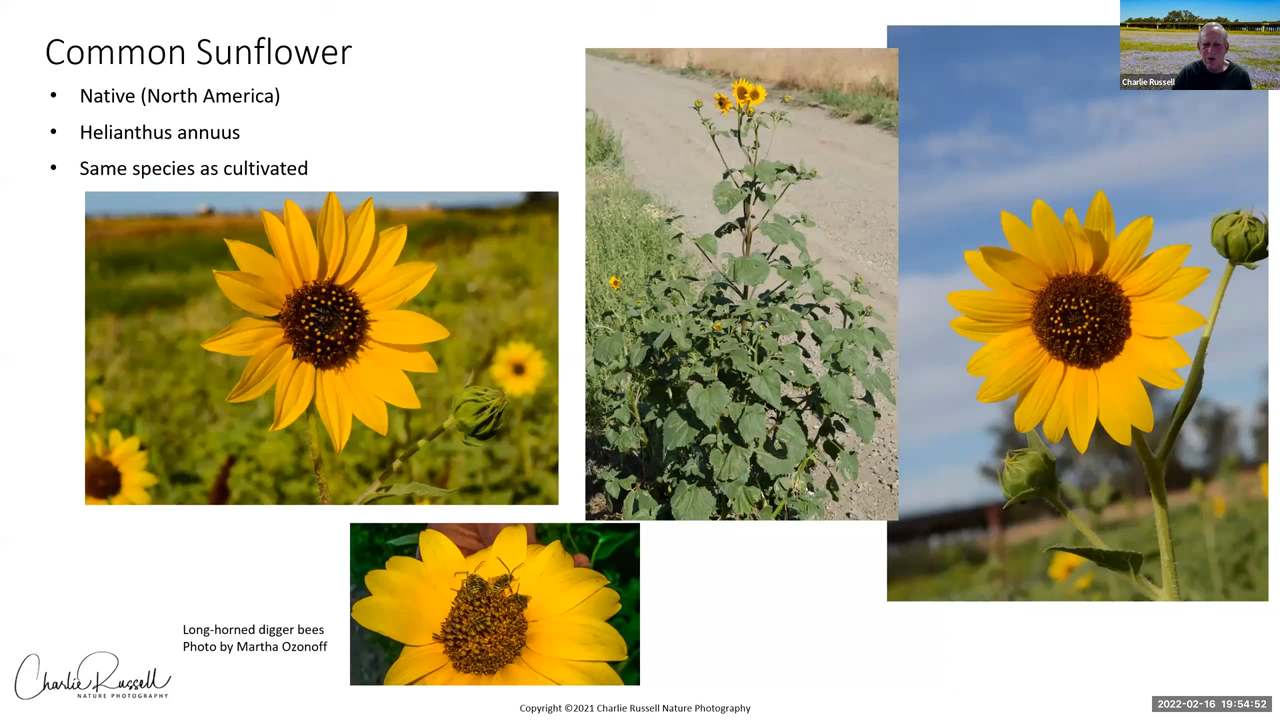 Common Sunflower
• Native (North America)
• Helianthus annuus
• Same species as cultivated
Charlie Russell
Long-horned digger bees
Photo by Martha Ozonoff
Charlie Russell
NATURE PHOTOGRAPHY
Copyright ©2021 Charlie Russell Nature Photography
2022-02-16 19:54:52